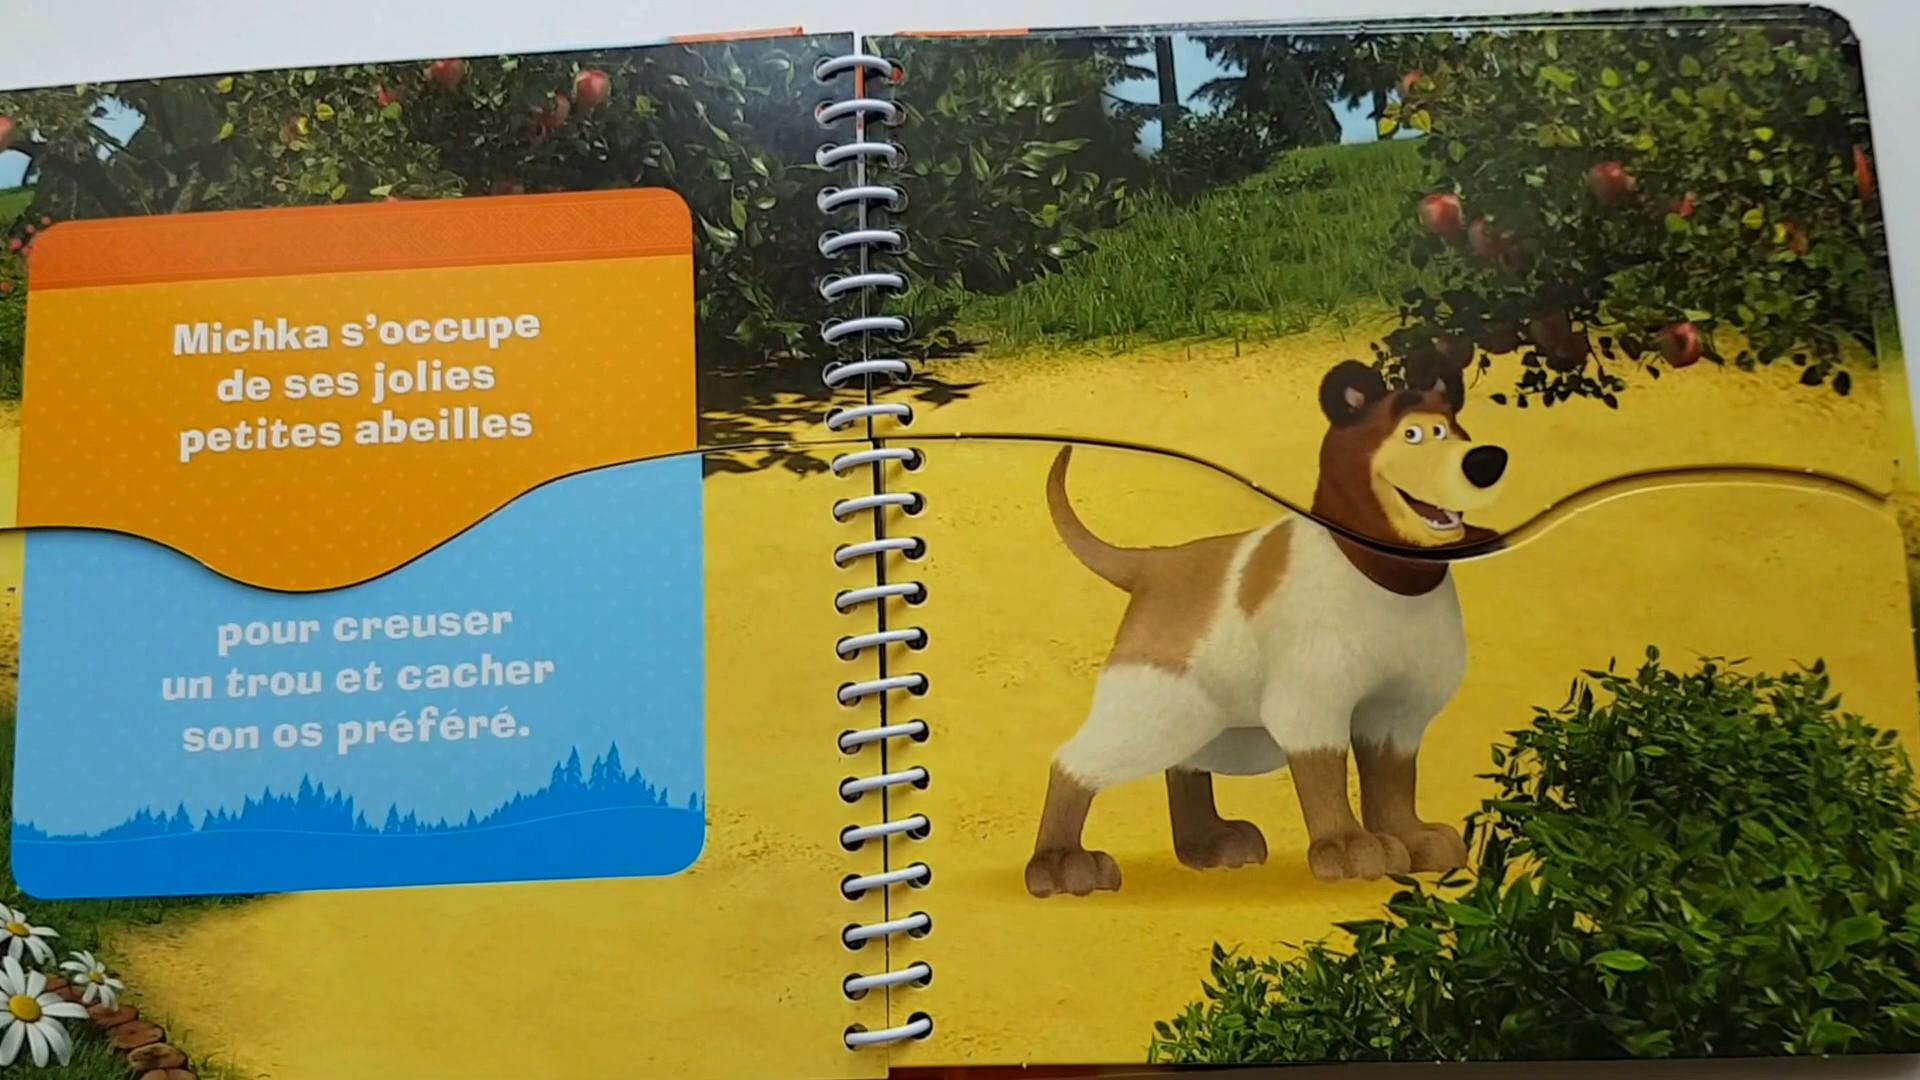 Michka s'occupe
de ses jolies
petites abeilles
pour creuser
un trou et cacher
son os préféré.